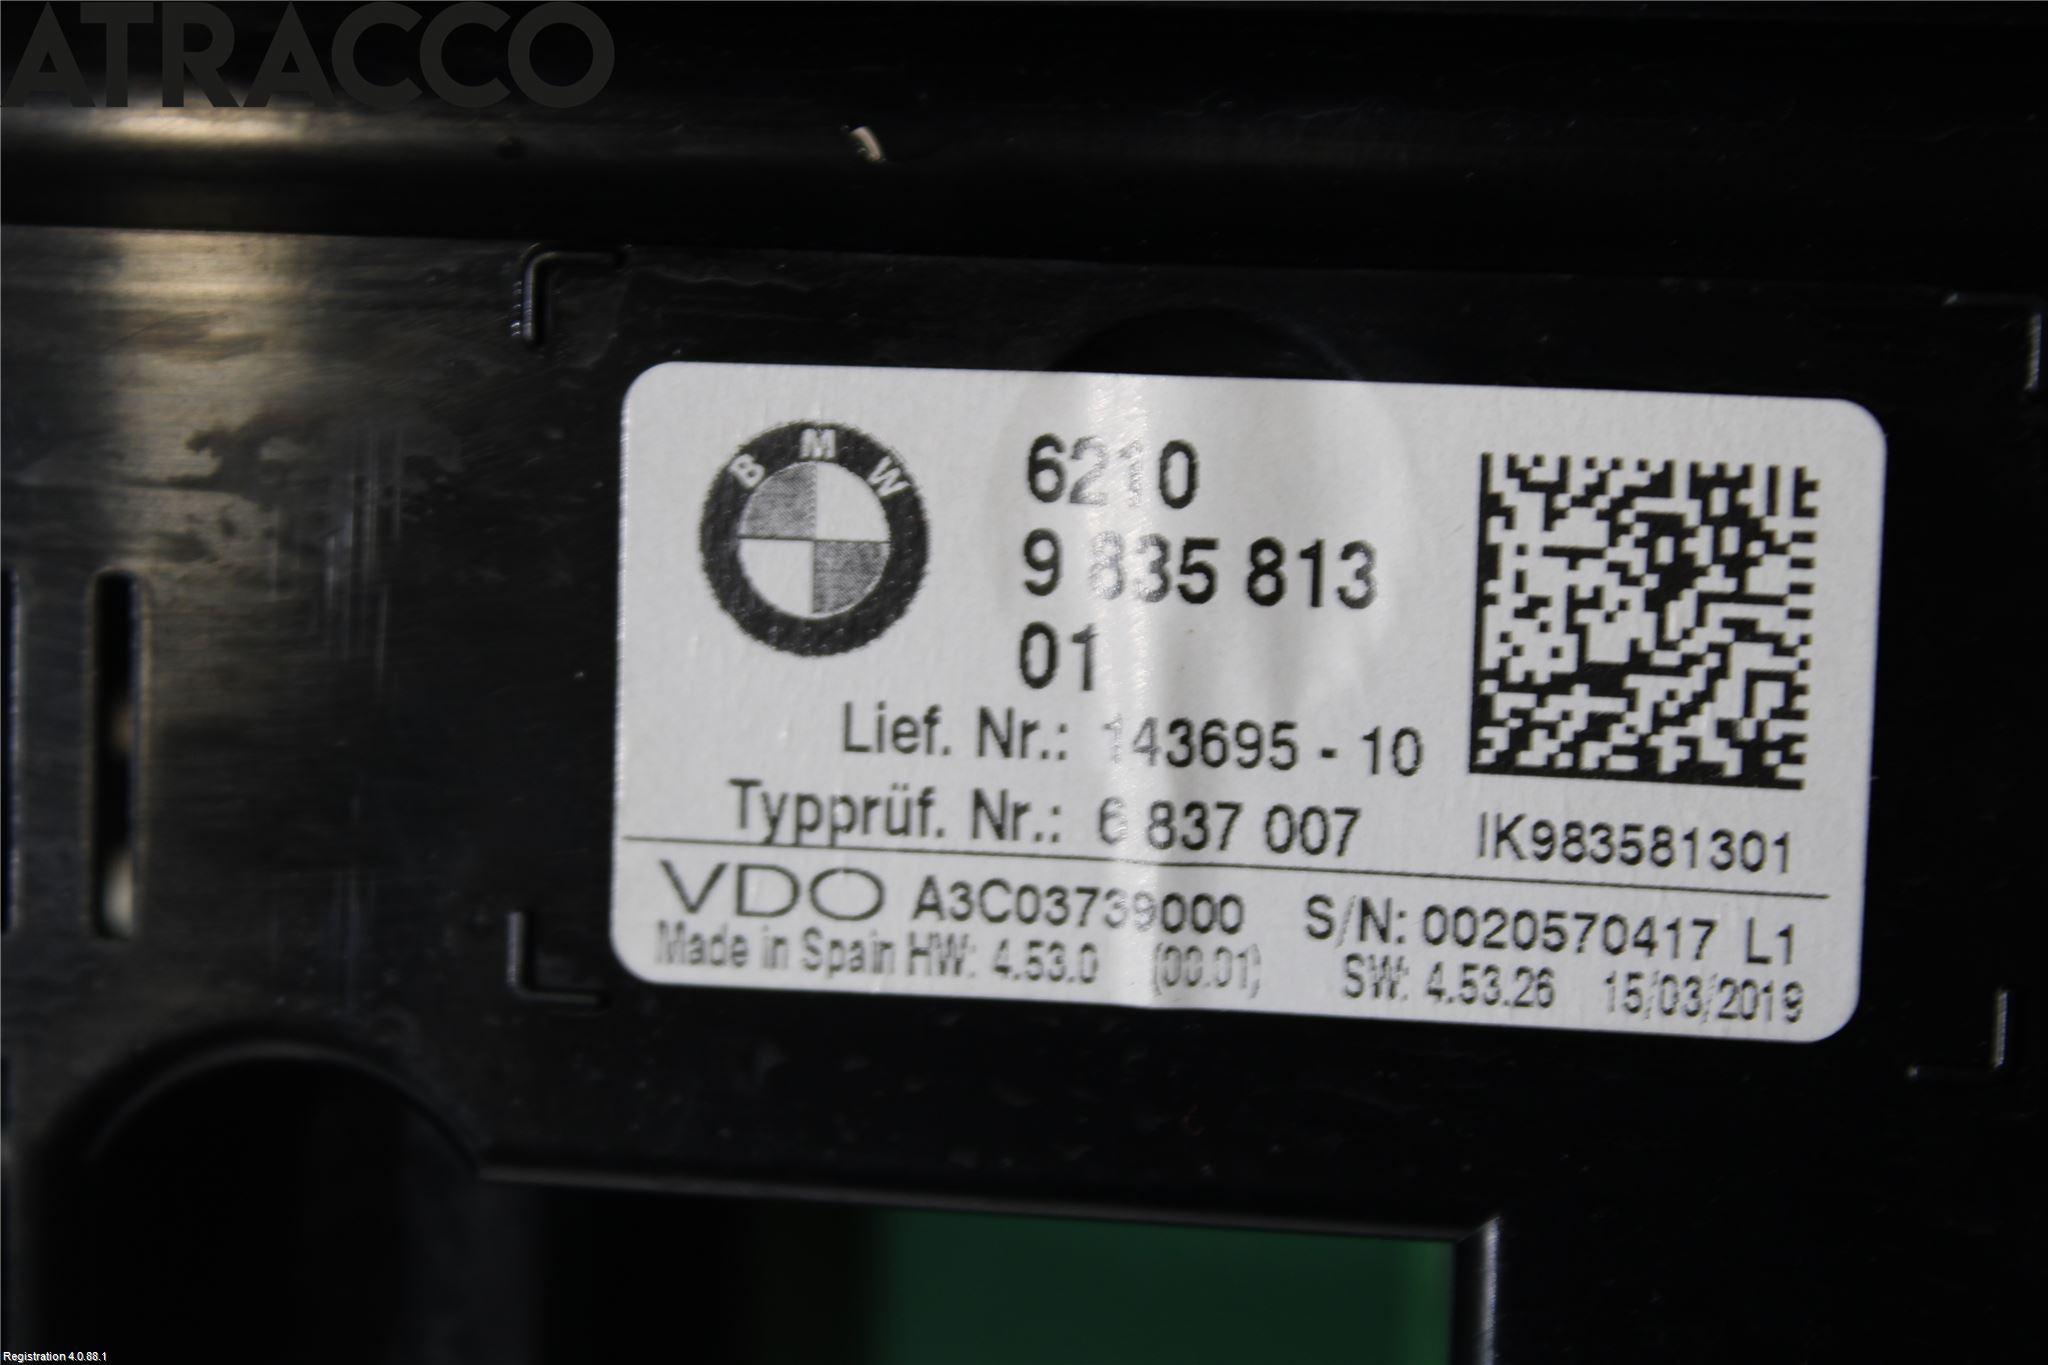 ATRACCO
BMW
6210
9 835 813
01
Lief. Nr.: 143695 - 10
Typprüf. Nr.: 6 837 007
IK983581301
VDO A3C03739000 S/N: 0020570417 L1
Made in Spain HW: 4.53.0 (00.01) SW: 4.53.26 15/03/2019
Registration 4.0.88.1